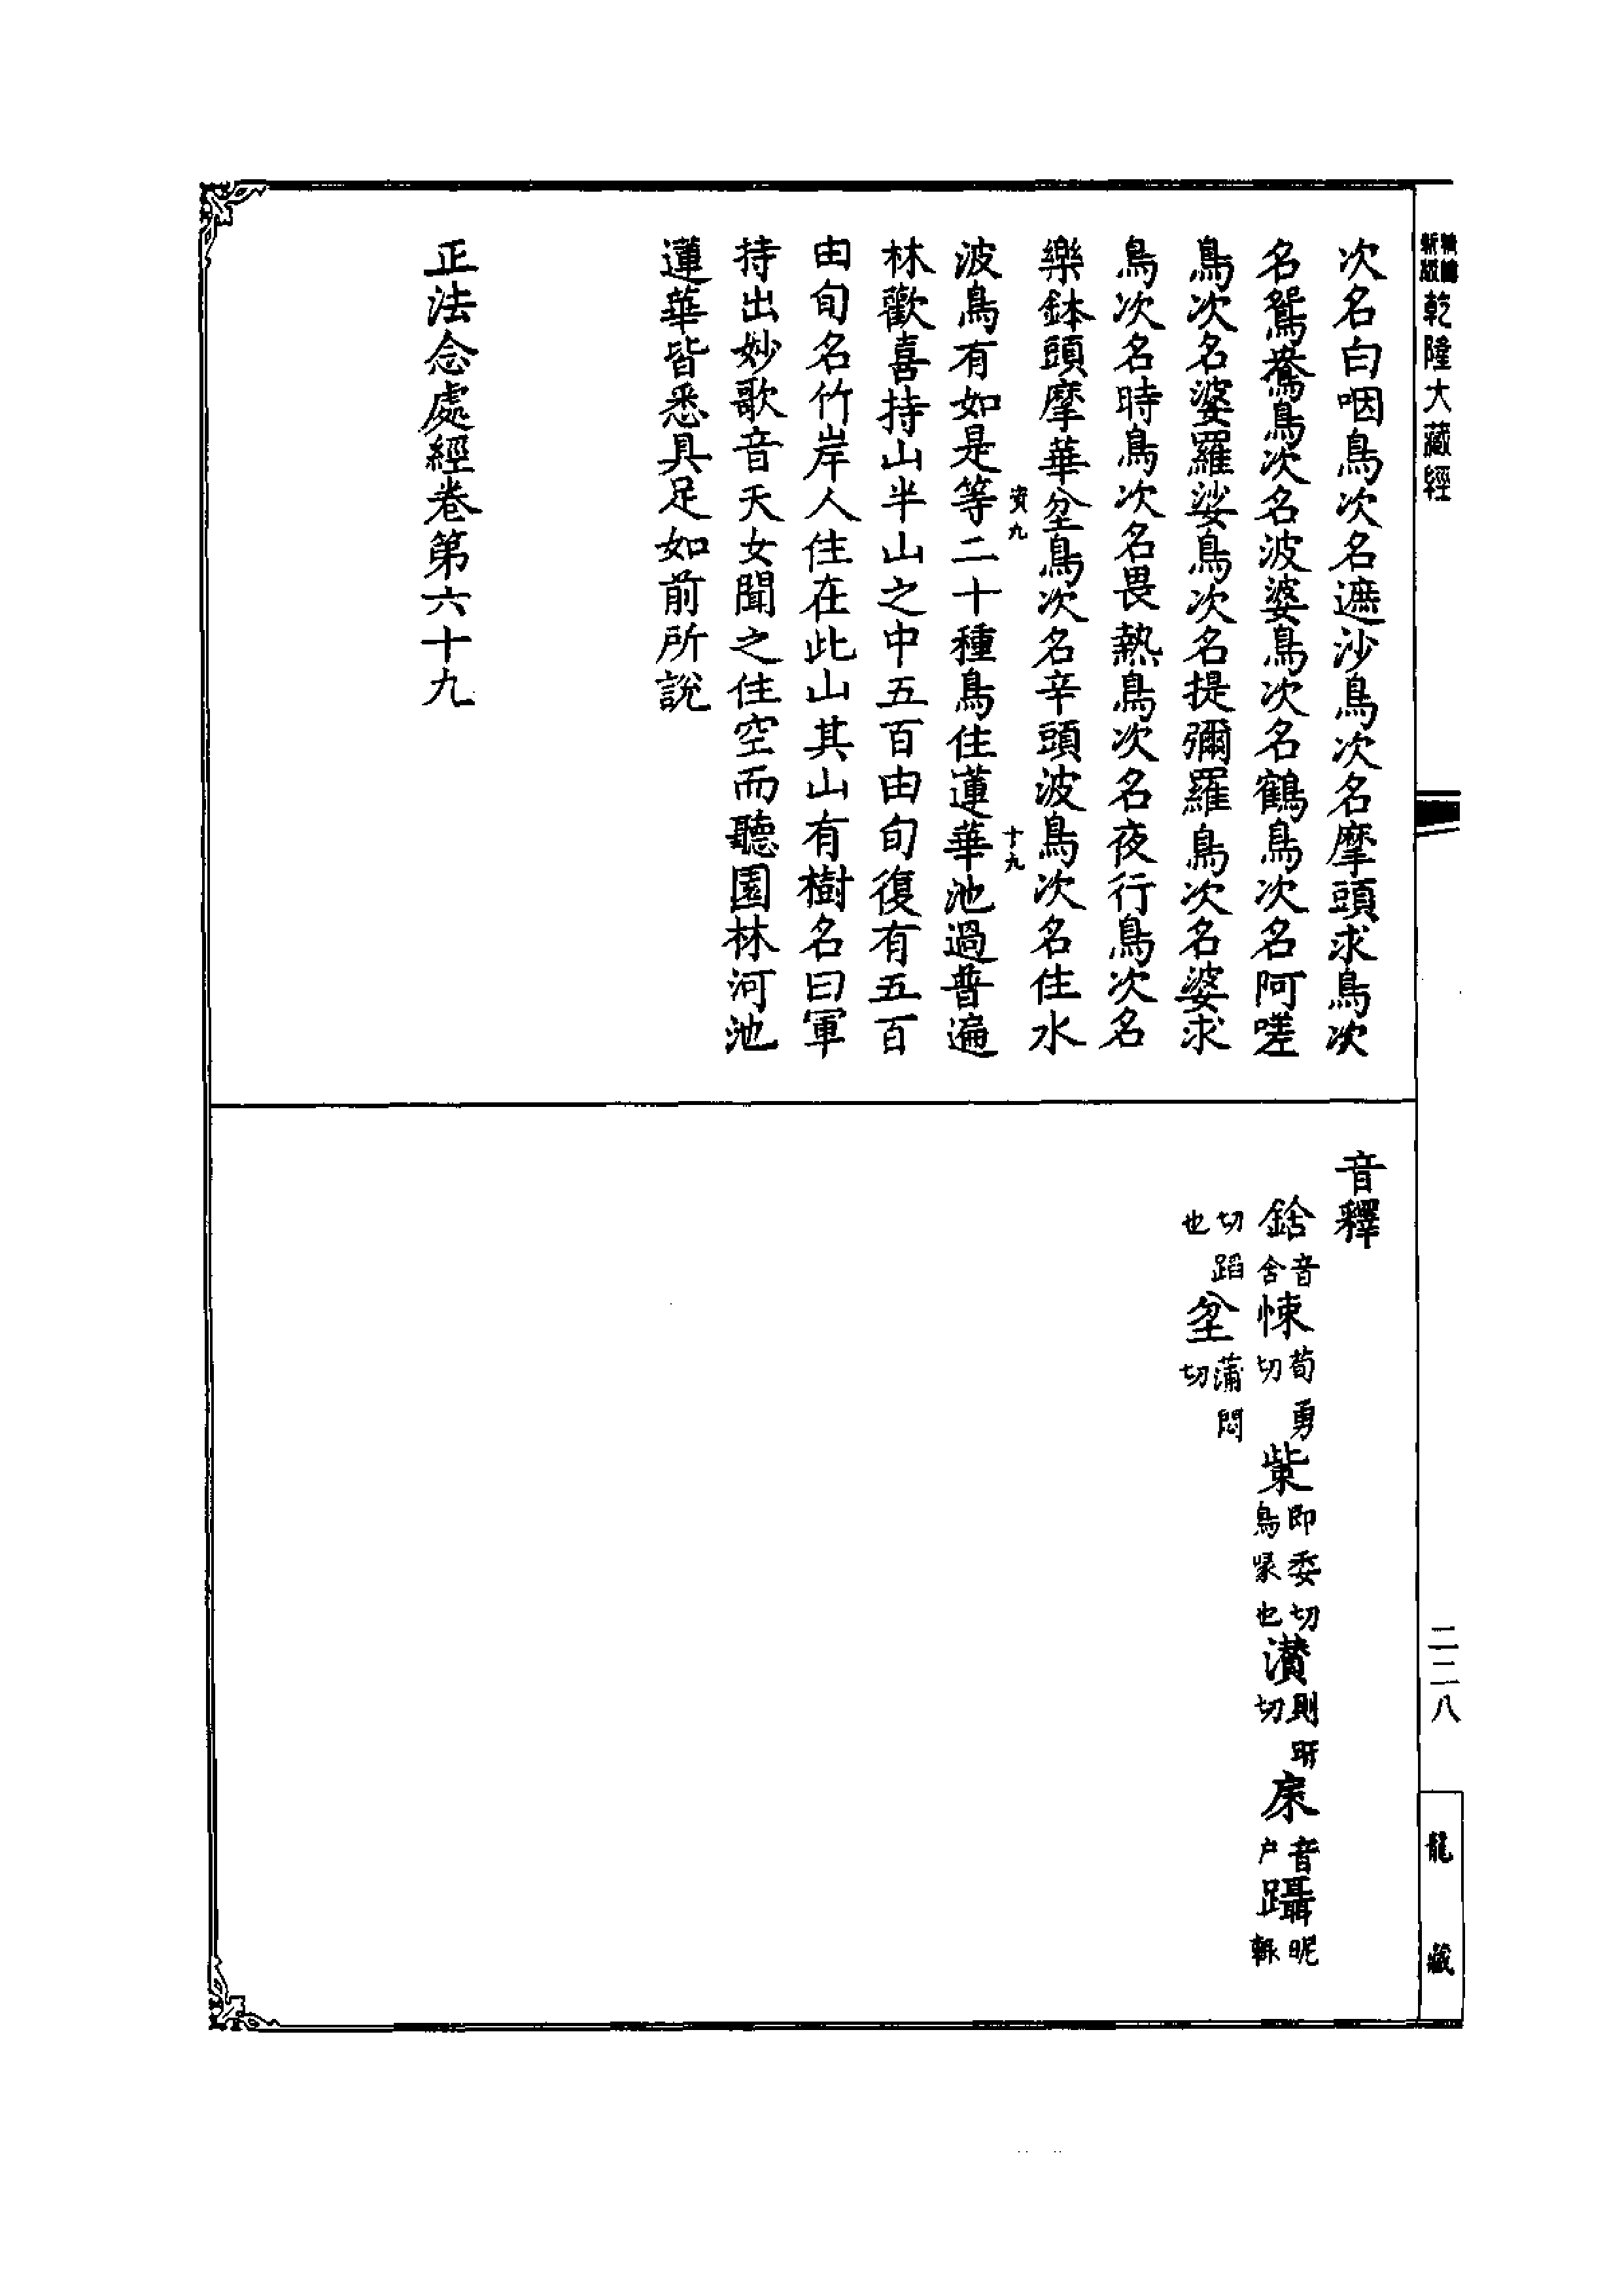 新版乾隆大藏經
次名白咽鳥次名遮沙鳥次名摩頭求鳥次
名鴛鴦鳥次名波婆鳥次名鶴鳥次名阿嗟
鳥次名婆羅娑鳥次名提彌羅鳥次名婆求
鳥次名時鳥次名畏熱鳥次名夜行鳥次名
樂鉢頭摩華坌鳥次名辛頭波鳥次名住水
資九 十九
波鳥有如是等二十種鳥住蓮華池過普遍
林歡喜持山半山之中五百由旬復有五百
由旬名竹岸人住在此山其山有樹名曰軍
持出妙歌音天女聞之住空而聽園林河池
蓮華皆悉具足如前所說
正法念處經卷第六十九
音釋
鋡音含悚荀勇切㭰即委切鳥喙也灒則旰切床音戶躡昵輒
切蹈也坌蒲悶切
二二八
龍藏